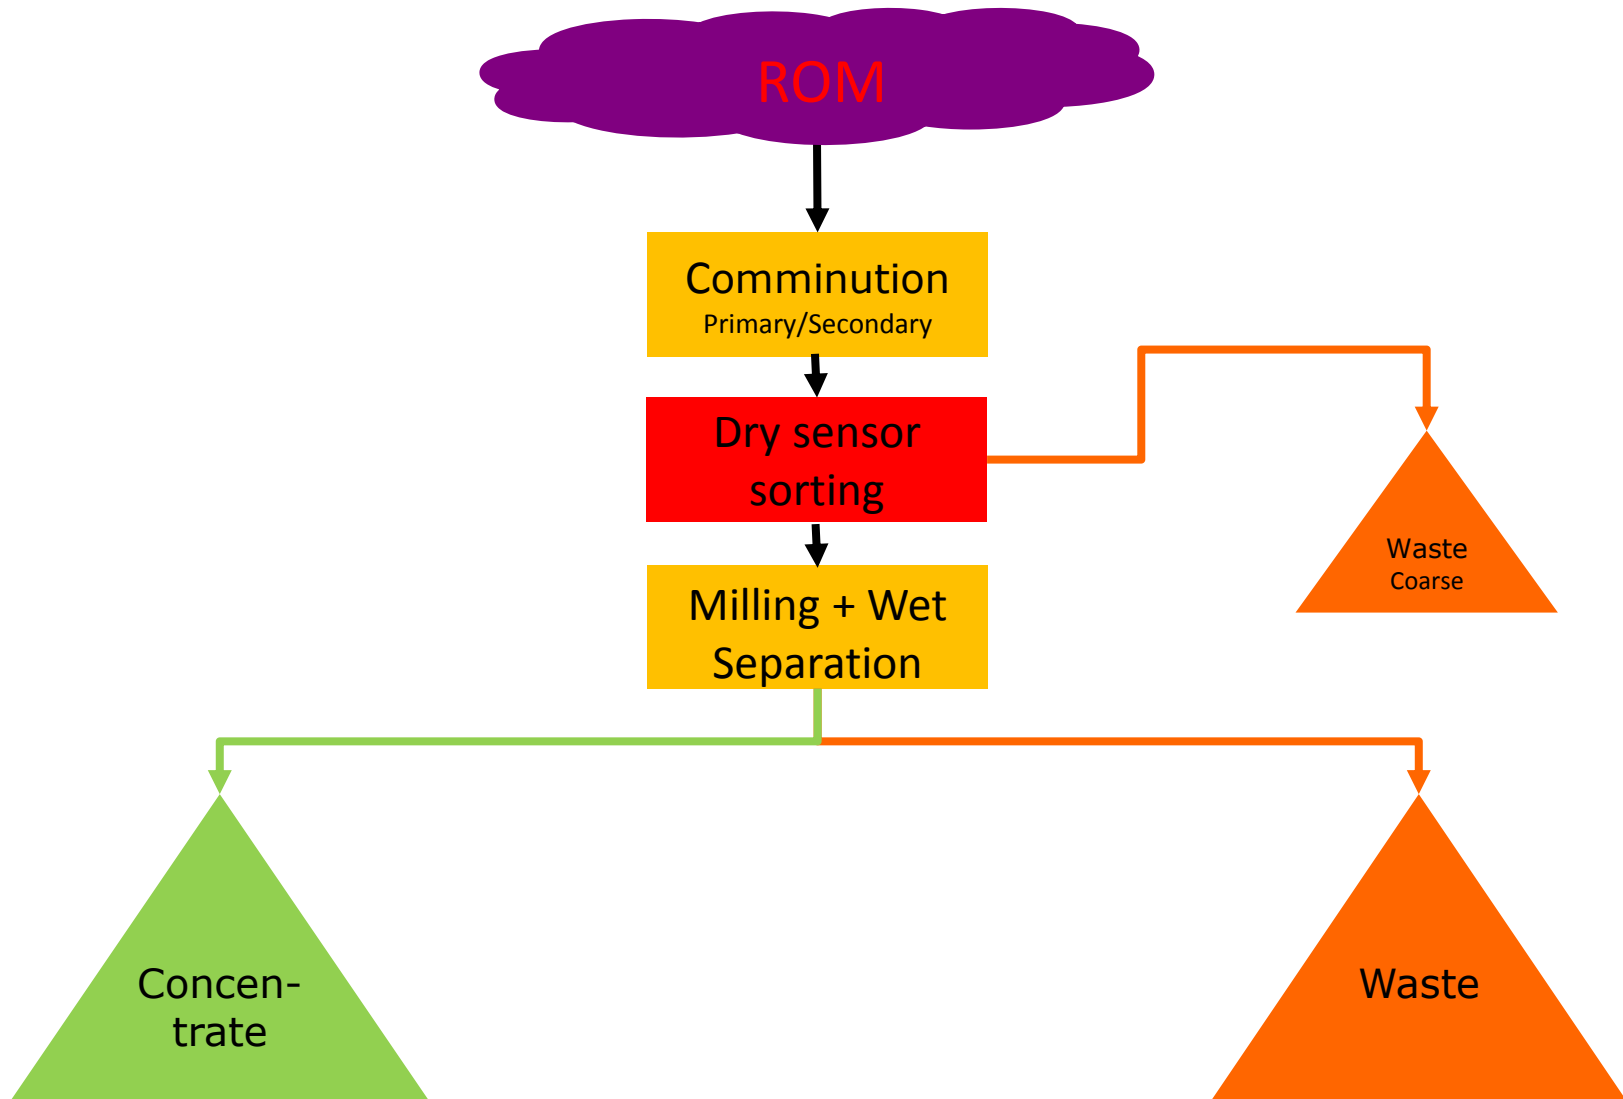 ROM
Comminution
Primary/Secondary
Dry sensor
sorting
Waste
Coarse
Milling + Wet
Separation
Concen-
trate
Waste